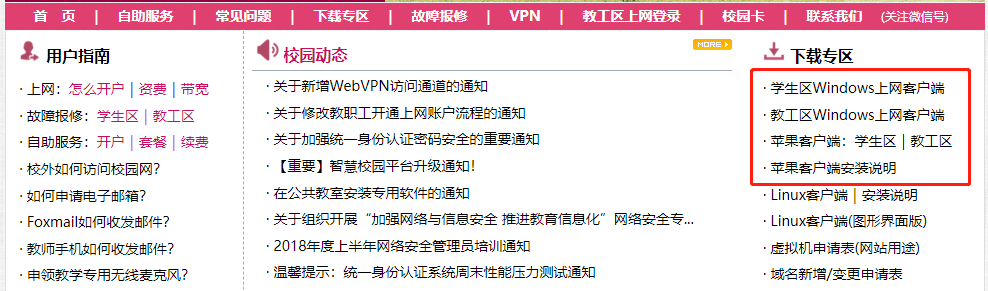 首 页 | 自助服务 | 常见问题 | 下载专区 | 故障报修 | VPN | 教工区上网登录 | 校园卡 | 联系我们 (关注微信号)
用户指南
· 上网：怎么开户 | 资费 | 带宽
· 故障报修：学生区 | 教工区
· 自助服务：开户 | 套餐 | 续费
· 校外如何访问校园网?
· 如何申请电子邮箱?
· Foxmail如何收发邮件?
· 教师手机如何收发邮件?
· 申领教学专用无线麦克风?
校园动态
MORE
· 关于新增WebVPN访问通道的通知
· 关于修改教职工开通上网账户流程的通知
· 关于加强统一身份认证密码安全的重要通知
· 【重要】智慧校园平台升级通知!
· 在公共教室安装专用软件的通知
· 关于组织开展“加强网络与信息安全 推进教育信息化”网络安全专...
· 2018年度上半年网络安全管理员培训通知
· 温馨提示：统一身份认证系统周末性能压力测试通知
下载专区
· 学生区Windows上网客户端
· 教工区Windows上网客户端
· 苹果客户端：学生区 | 教工区
· 苹果客户端安装说明
· Linux客户端 | 安装说明
· Linux客户端(图形界面版)
· 虚拟机申请表(网站用途)
· 域名新增/变更申请表